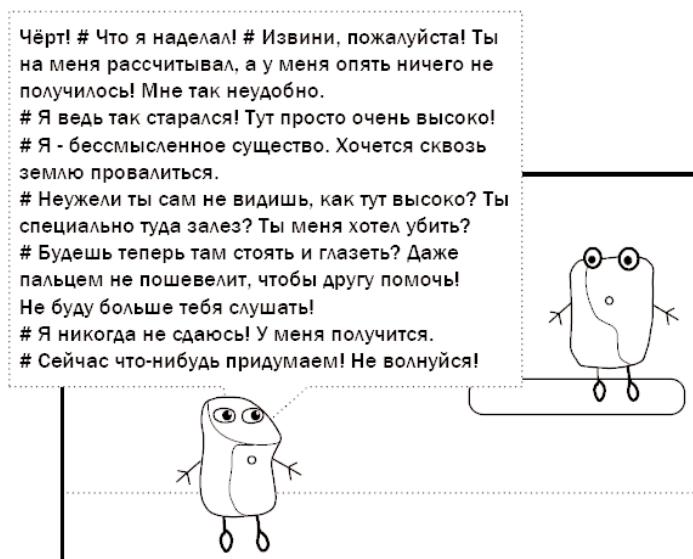 Чёрт! # Что я наделал! # Извини, пожалуйста! Ты
на меня рассчитывал, а у меня опять ничего не
получилось! Мне так неудобно.
# Я ведь так старался! Тут просто очень высоко!
# Я - бессмысленное существо. Хочется сквозь
землю провалиться.
# Неужели ты сам не видишь, как тут высоко? Ты
специально туда залез? Ты меня хотел убить?
# Будешь теперь там стоять и глазеть? Даже
пальцем не пошевелит, чтобы другу помочь!
Не буду больше тебя слушать!
# Я никогда не сдаюсь! У меня получится.
# Сейчас что-нибудь придумаем! Не волнуйся!